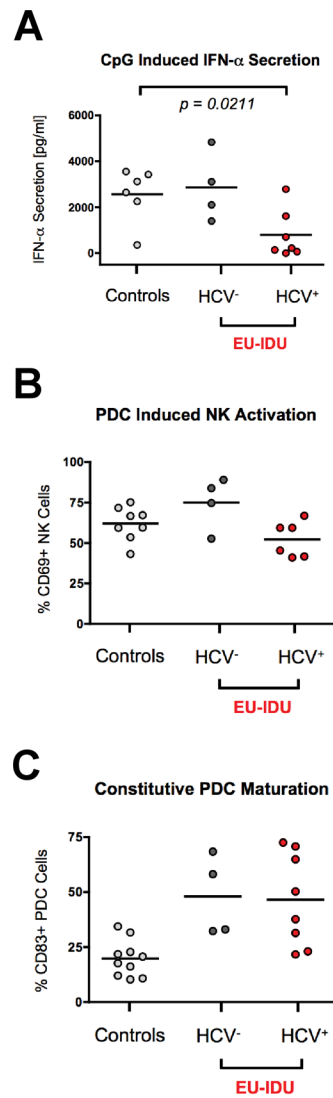 A
CpG Induced IFN-α Secretion
p = 0.0211
6000
4000
2000
0
IFN-α Secretion [pg/ml]
Controls HCV⁻ HCV⁺
EU-IDU
B
PDC Induced NK Activation
100
75
50
25
0
% CD69+ NK Cells
Controls HCV⁻ HCV⁺
EU-IDU
C
Constitutive PDC Maturation
75
50
25
0
% CD83+ PDC Cells
Controls HCV⁻ HCV⁺
EU-IDU